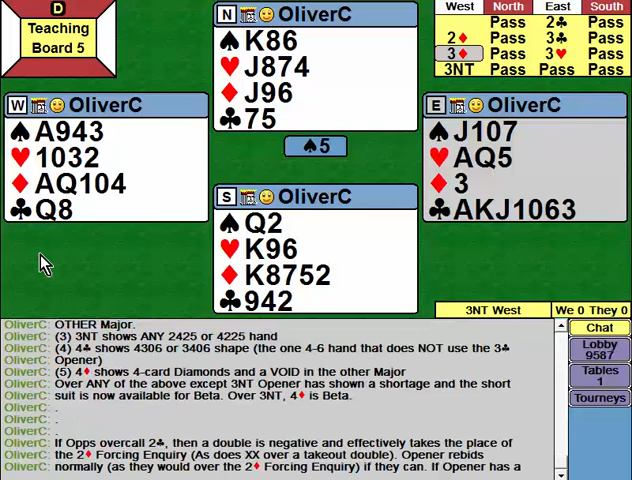 D
Teaching
Board 5
N OliverC
♠K86
♥J874
♦J96
♣75
West North East South
Pass 2♣ Pass
2♦ Pass 3♣ Pass
3♦ Pass 3♥ Pass
3NT Pass Pass Pass
W OliverC
♠A943
♥1032
♦AQ104
♣Q8
♠5
E OliverC
♠J107
♥AQ5
♦3
♣AKJ1063
S OliverC
♠Q2
♥K96
♦K8752
♣942
3NT West We 0 They 0
OliverC: OTHER Major.
OliverC: (3) 3NT shows ANY 2425 or 4225 hand
OliverC: (4) 4♣ shows 4306 or 3406 shape (the one 4-6 hand that does NOT use the 3♣
OliverC: Opener)
OliverC: (5) 4♦ shows 4-card Diamonds and a VOID in the other Major
OliverC: Over ANY of the above except 3NT Opener has shown a shortage and the short
OliverC: suit is now available for Beta. Over 3NT, 4♦ is Beta.
OliverC: .
OliverC: .
OliverC: .
OliverC: If Opps overcall 2♣, then a double is negative and effectively takes the place of
OliverC: the 2♦ Forcing Enquiry (As does XX over a takeout double). Opener rebids
OliverC: normally (as they would over the 2♦ Forcing Enquiry) if they can. If Opener has a
Chat
Lobby
9587
Tables
1
Tourneys